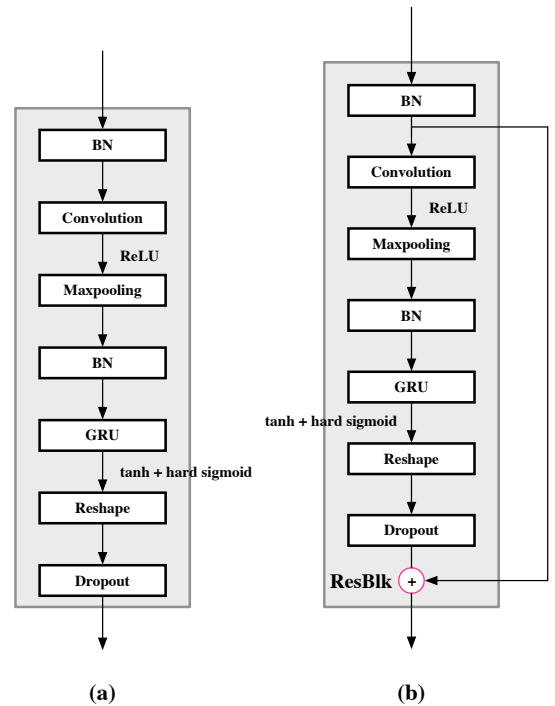 BN
Convolution
ReLU
Maxpooling
BN
GRU
tanh + hard sigmoid
Reshape
Dropout
(a)
BN
Convolution
ReLU
Maxpooling
BN
GRU
tanh + hard sigmoid
Reshape
Dropout
ResBlk +
(b)